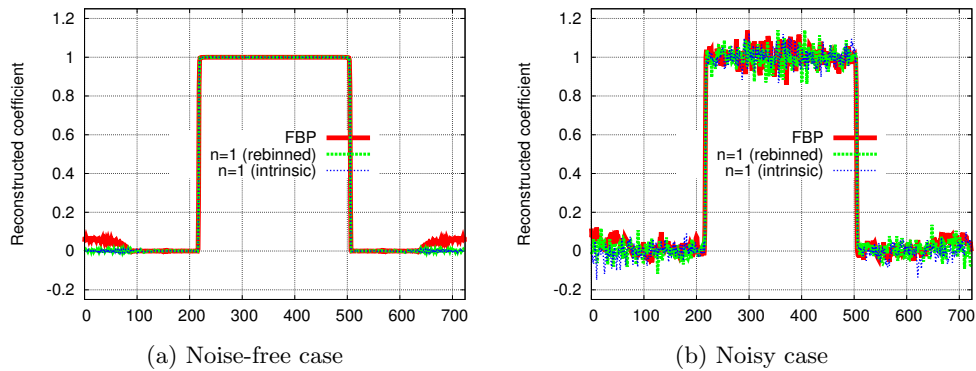 Reconstructed coefficient
1.2
1
0.8
0.6
0.4
0.2
0
-0.2
FBP
n=1 (rebinned)
n=1 (intrinsic)
0 100 200 300 400 500 600 700
(a) Noise-free case
Reconstructed coefficient
1.2
1
0.8
0.6
0.4
0.2
0
-0.2
FBP
n=1 (rebinned)
n=1 (intrinsic)
0 100 200 300 400 500 600 700
(b) Noisy case